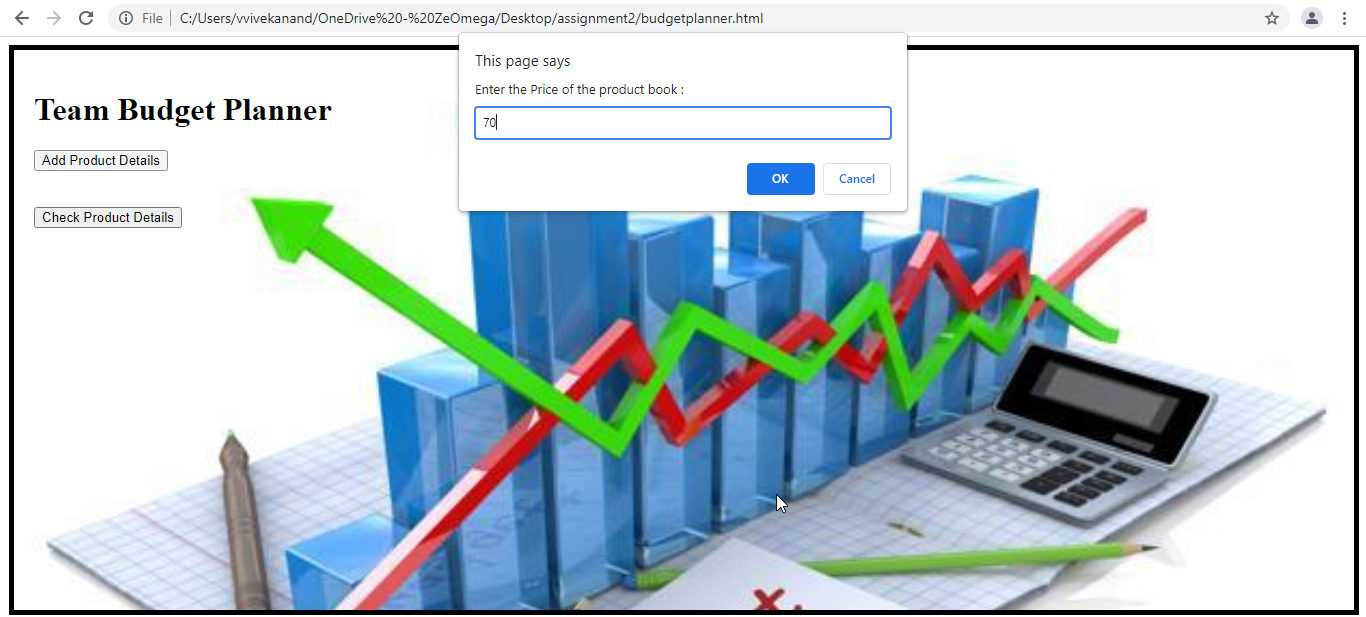 File | C:/Users/vvivekanand/OneDrive%20-%20ZeOmega/Desktop/assignment2/budgetplanner.html
This page says
Enter the Price of the product book :
70
OK Cancel
Team Budget Planner
Add Product Details
Check Product Details